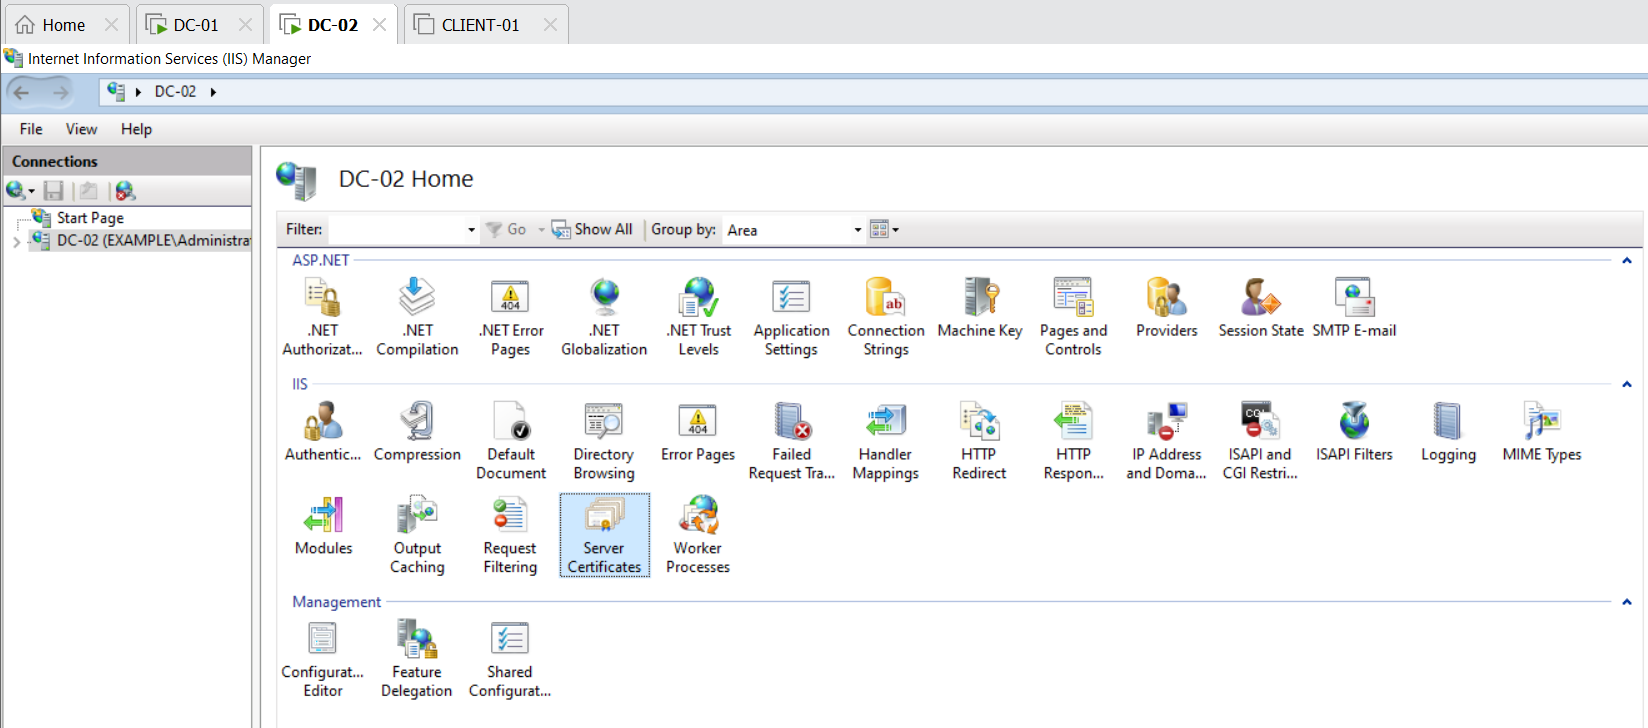 Home
DC-01
DC-02
CLIENT-01
Internet Information Services (IIS) Manager
DC-02
File View Help
Connections
Start Page
DC-02 (EXAMPLE\Administra
DC-02 Home
Filter: Go Show All Group by: Area
ASP.NET
.NET Authorizat...
.NET Compilation
.NET Error Pages
.NET Globalization
.NET Trust Levels
Application Settings
Connection Strings
Machine Key
Pages and Controls
Providers
Session State
SMTP E-mail
IIS
Authentic...
Compression
Default Document
Directory Browsing
Error Pages
Failed Request Tra...
Handler Mappings
HTTP Redirect
HTTP Respon...
IP Address and Doma...
ISAPI and CGI Restri...
ISAPI Filters
Logging
MIME Types
Modules
Output Caching
Request Filtering
Server Certificates
Worker Processes
Management
Configurat... Editor
Feature Delegation
Shared Configurat...